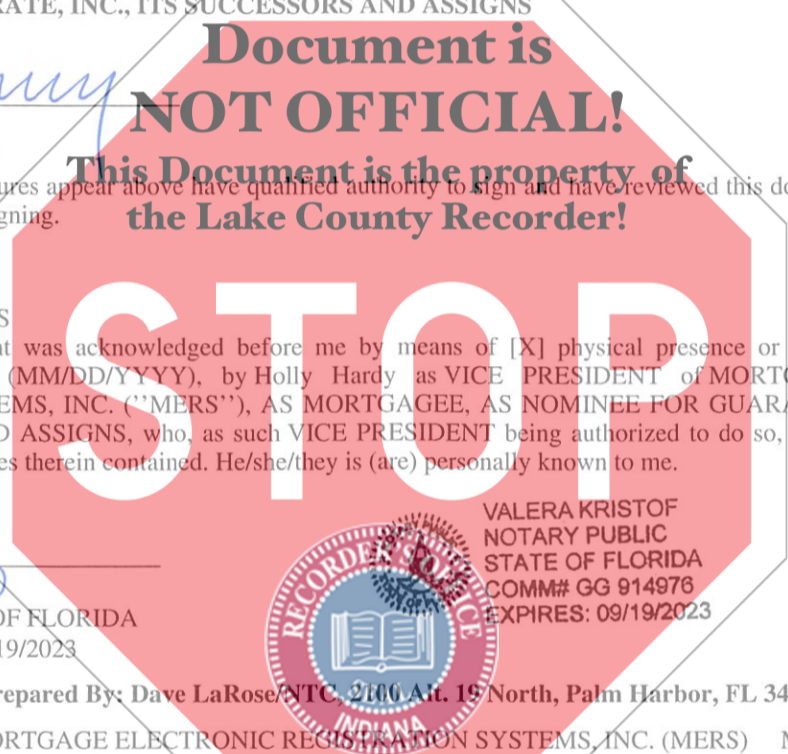 RATE, INC., ITS SUCCESSORS AND ASSIGNS
Document is
NOT OFFICIAL!
This Document is the property of
ures appear above have qualified authority to sign and have reviewed this do
gning.
the Lake County Recorder!
STOP
S
nt was acknowledged before me by means of [X] physical presence or
(MM/DD/YYYY), by Holly Hardy as VICE PRESIDENT of MORTG
EMS, INC. (''MERS''), AS MORTGAGEE, AS NOMINEE FOR GUARA
D ASSIGNS, who, as such VICE PRESIDENT being authorized to do so,
es therein contained. He/she/they is (are) personally known to me.
VALERA KRISTOF
NOTARY PUBLIC
STATE OF FLORIDA
COMM# GG 914976
EXPIRES: 09/19/2023
RECORDER'S OFFICE
INDIANA
OF FLORIDA
19/2023
repared By: Dave LaRose/NTC, 2100 Alt. 19 North, Palm Harbor, FL 34
ORTGAGE ELECTRONIC REGISTRATION SYSTEMS, INC. (MERS)